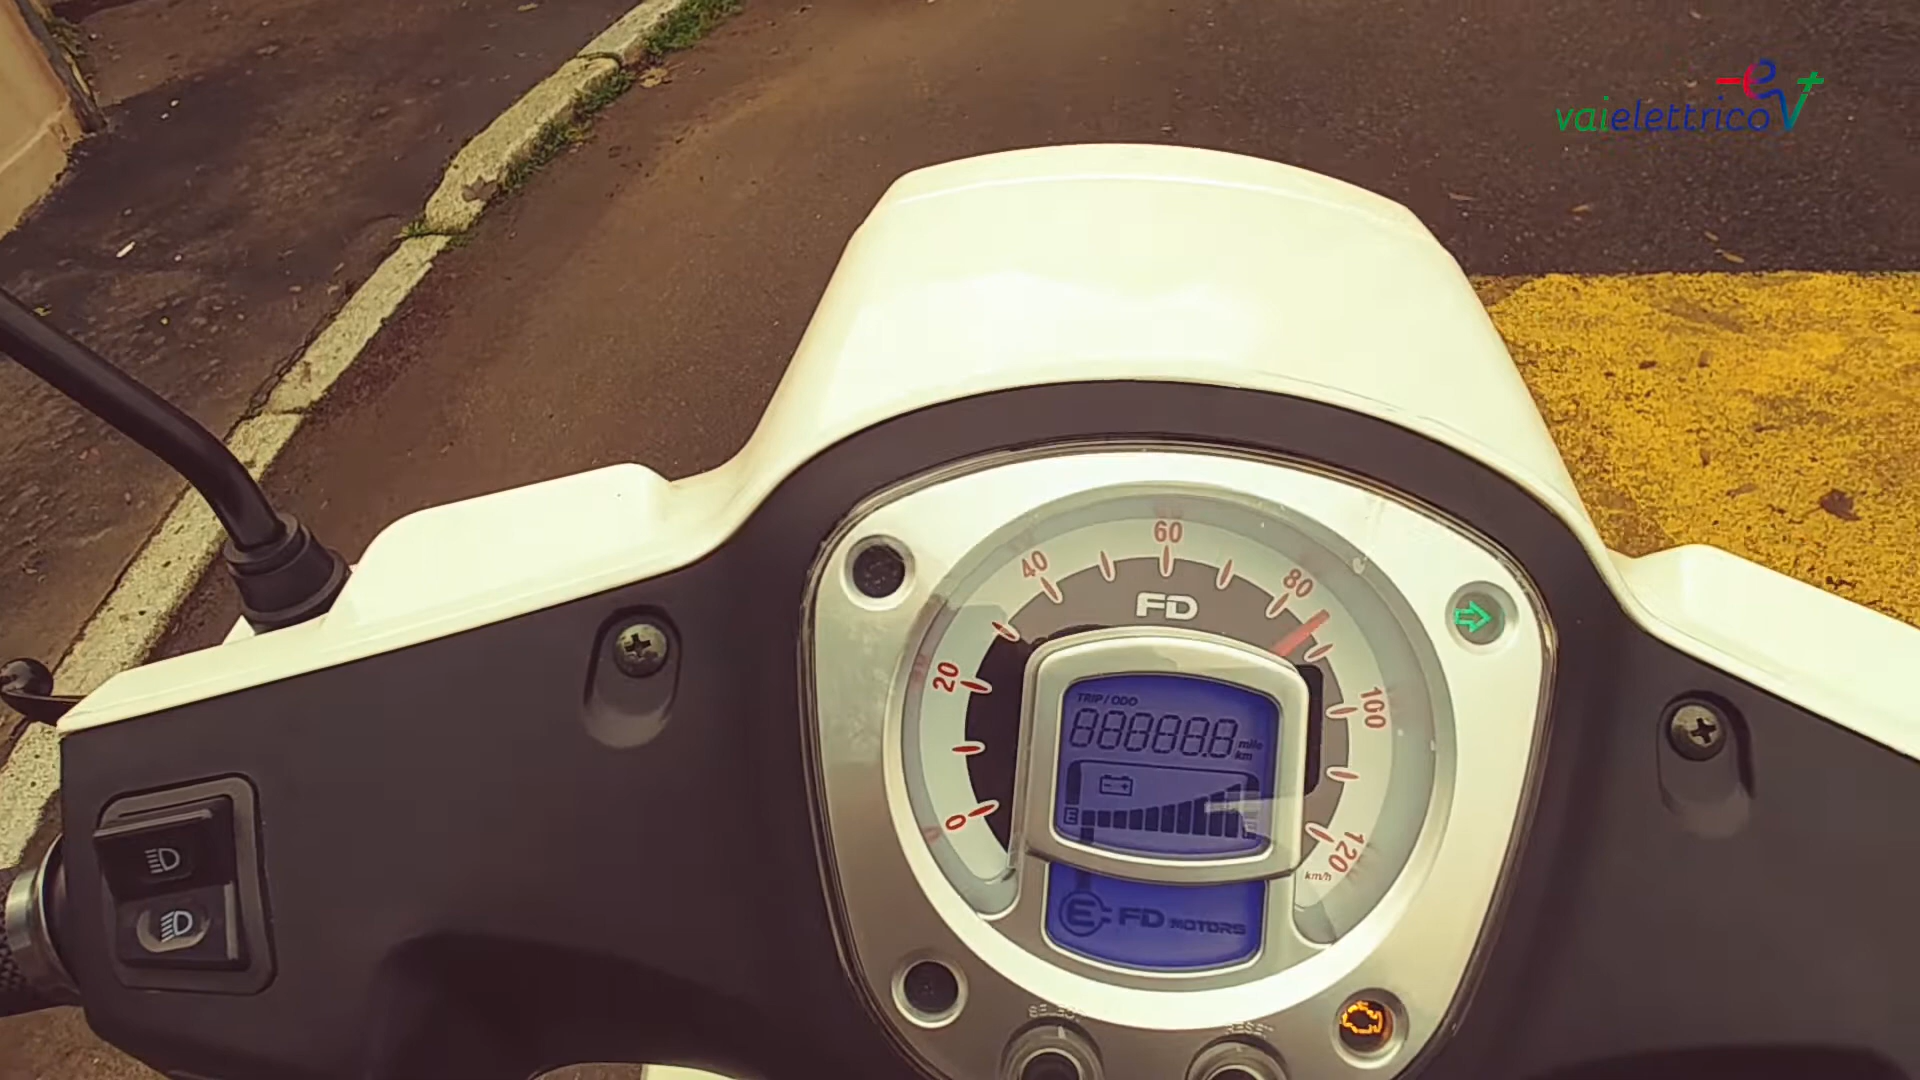 vaielettrico
60
40
80
FD
20
100
TRIP / ODO
888888.8
mile
km
E
F
0
120
km/h
E FD MOTORS
SELECT
RESET